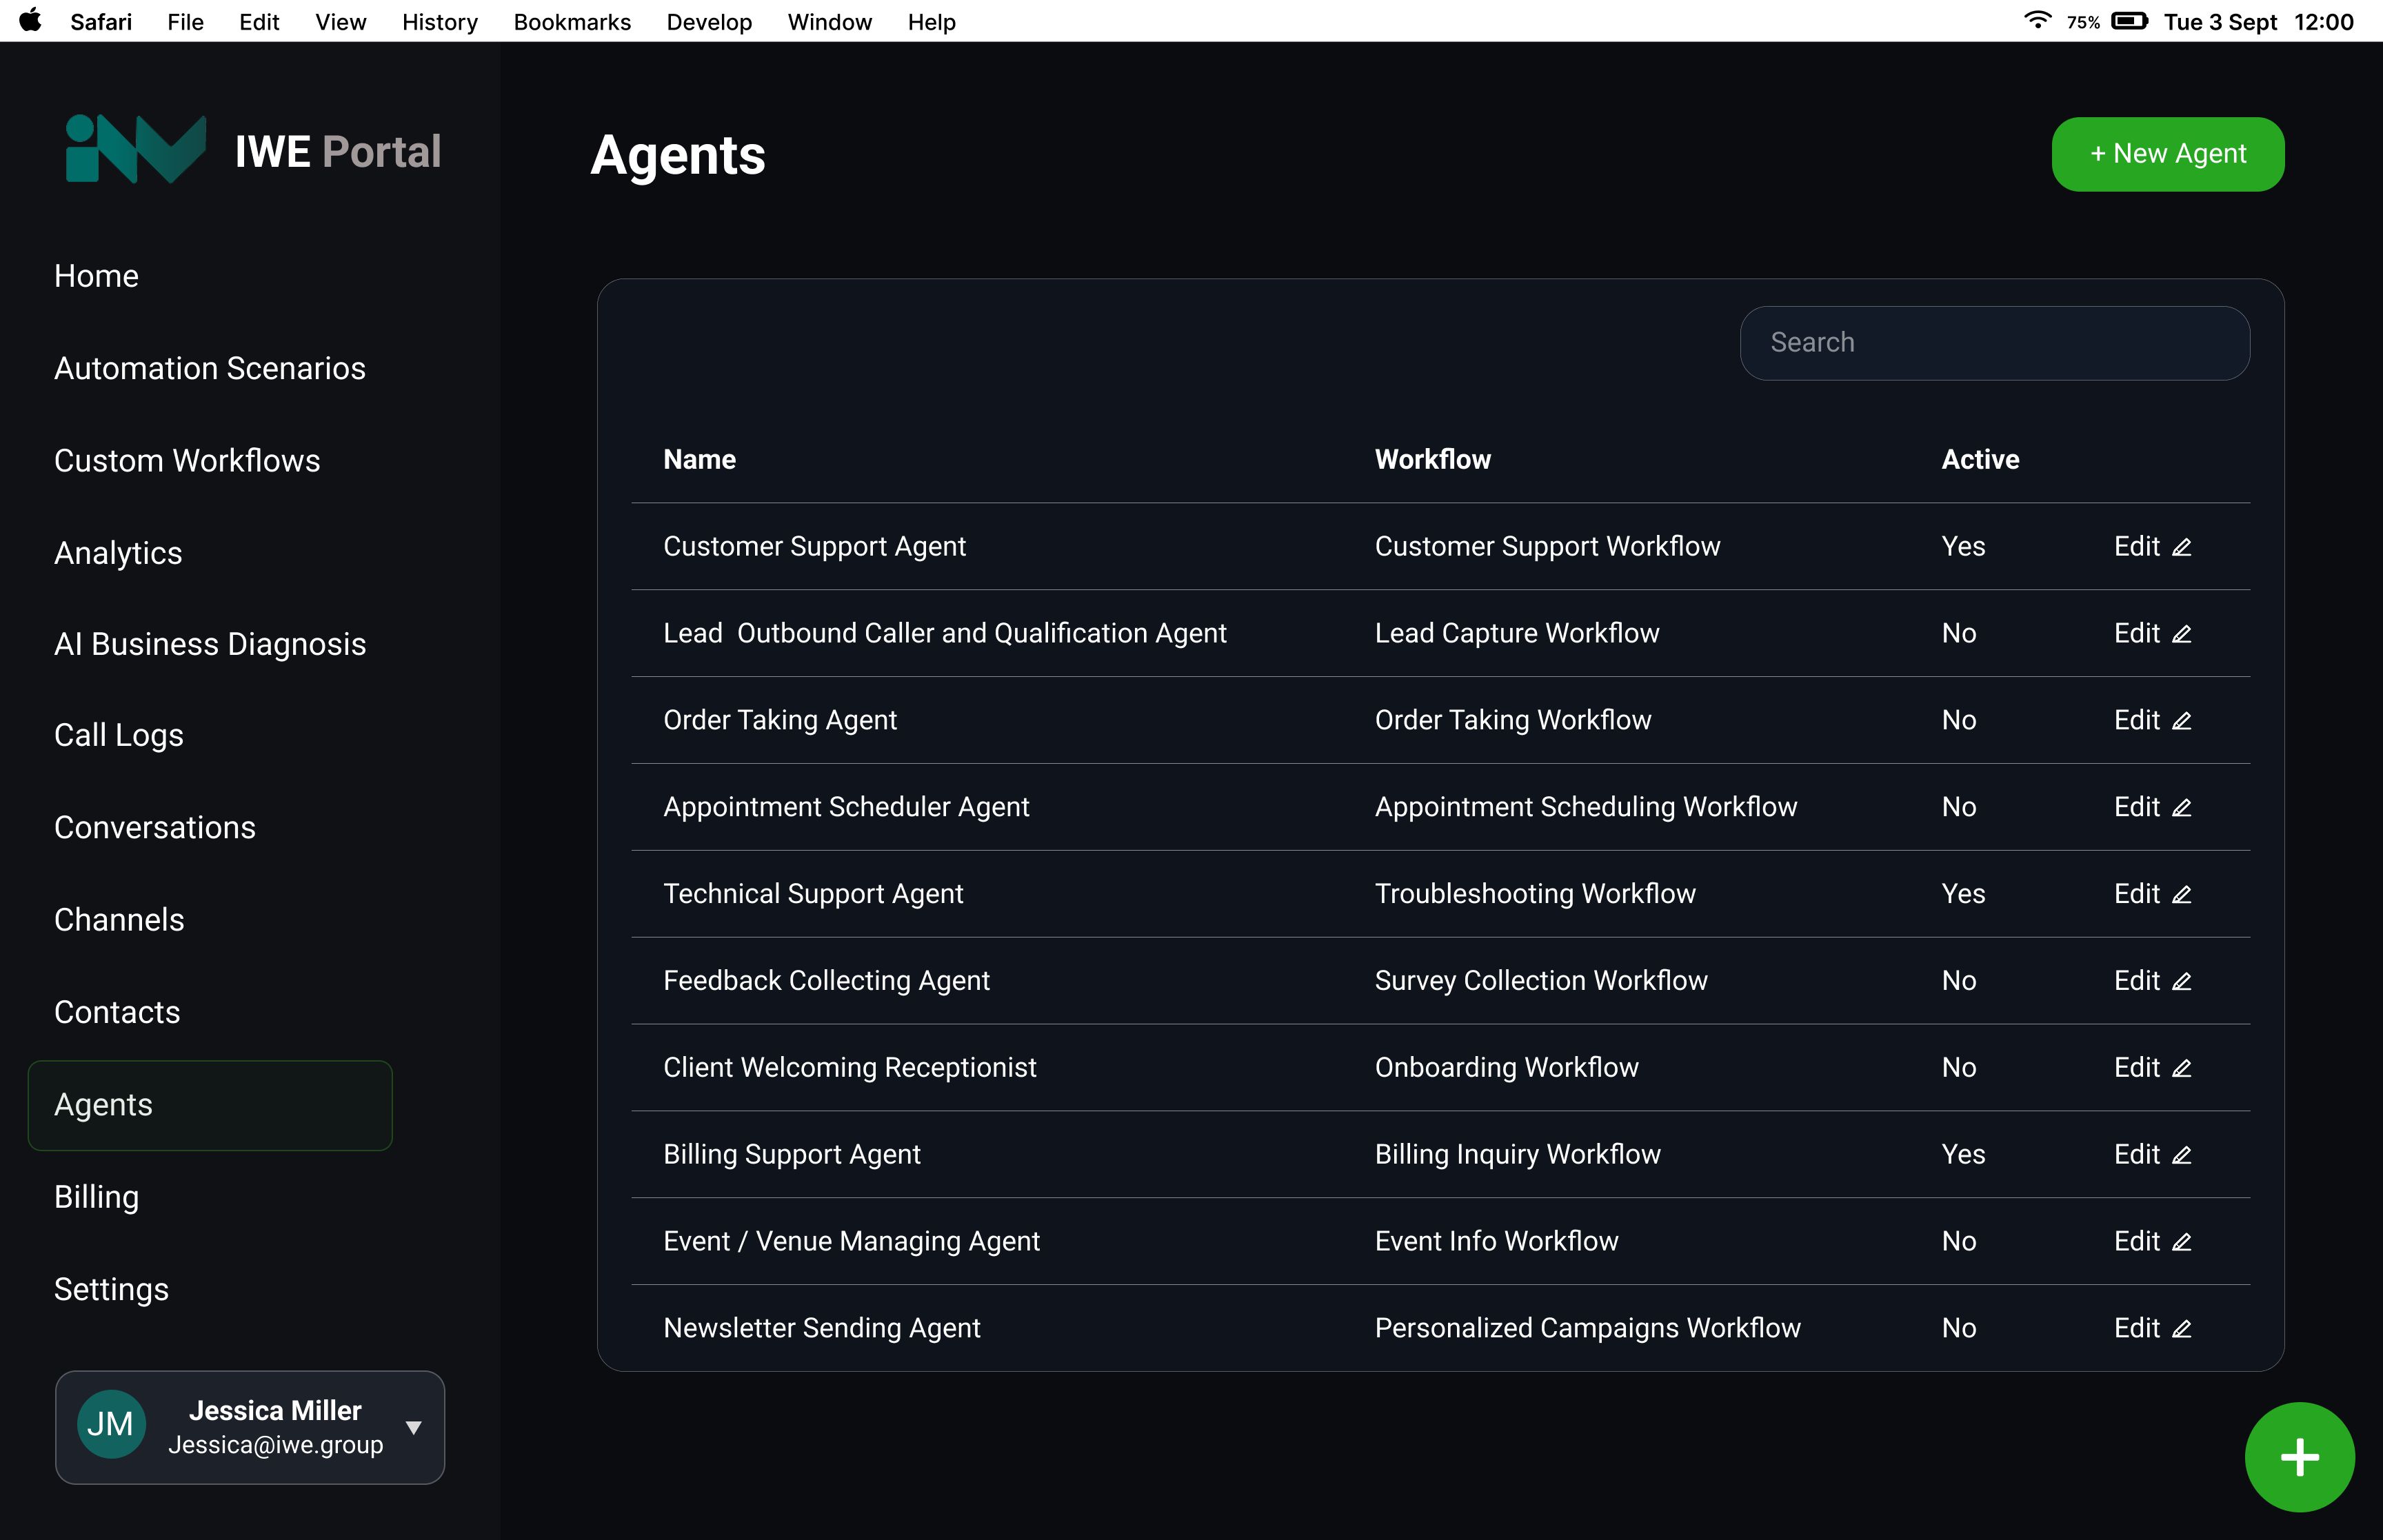 Safari File Edit View History Bookmarks Develop Window Help 75% Tue 3 Sept 12:00
IWE Portal
Home
Automation Scenarios
Custom Workflows
Analytics
AI Business Diagnosis
Call Logs
Conversations
Channels
Contacts
Agents
Billing
Settings
JM
Jessica Miller
Jessica@iwe.group
Agents
+ New Agent
Search
Name Workflow Active
Customer Support Agent Customer Support Workflow Yes Edit
Lead  Outbound Caller and Qualification Agent Lead Capture Workflow No Edit
Order Taking Agent Order Taking Workflow No Edit
Appointment Scheduler Agent Appointment Scheduling Workflow No Edit
Technical Support Agent Troubleshooting Workflow Yes Edit
Feedback Collecting Agent Survey Collection Workflow No Edit
Client Welcoming Receptionist Onboarding Workflow No Edit
Billing Support Agent Billing Inquiry Workflow Yes Edit
Event / Venue Managing Agent Event Info Workflow No Edit
Newsletter Sending Agent Personalized Campaigns Workflow No Edit
+